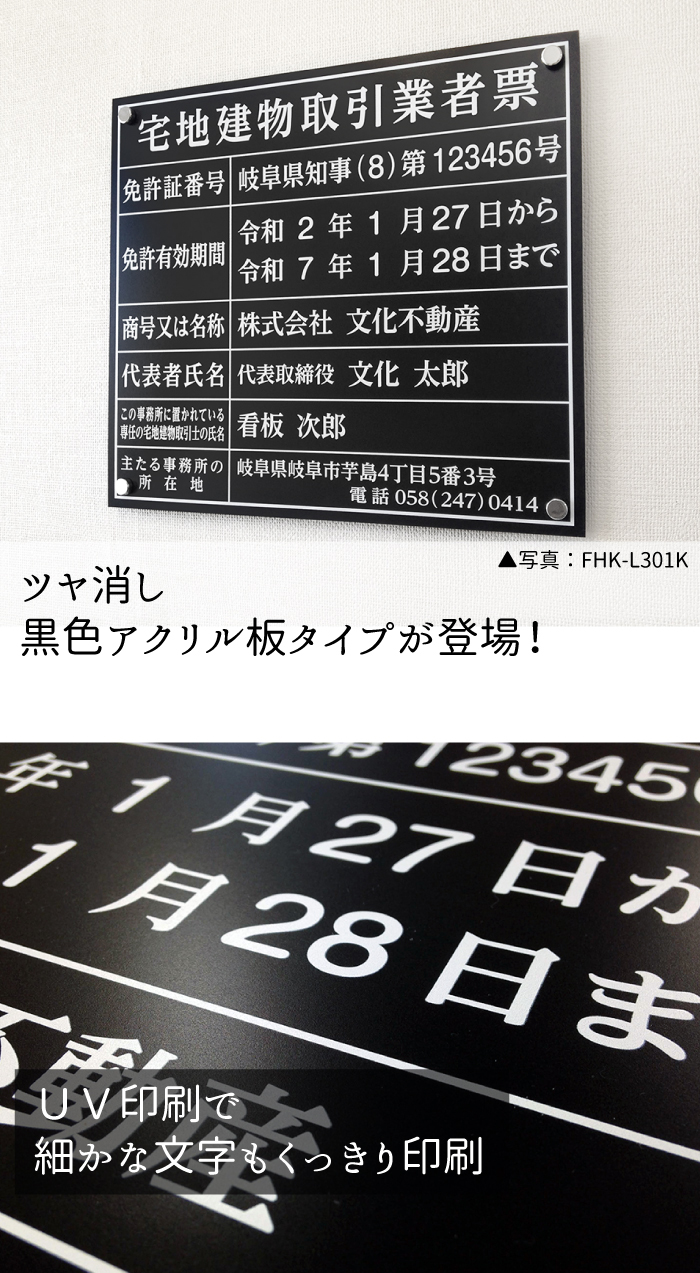 宅地建物取引業者票
免許証番号 岐阜県知事(8)第123456号
免許有効期間 令和 2 年 1 月27日から
令和 7 年 1 月28日まで
商号又は名称 株式会社 文化不動産
代表者氏名 代表取締役 文化 太郎
この事務所に置かれている
専任の宅地建物取引士の氏名 看板 次郎
主たる事務所の
所在地
岐阜県岐阜市芋島4丁目5番3号
電話 058(247)0414
▲写真：FHK-L301K
ツヤ消し
黒色アクリル板タイプが登場！
第 12345
年 1 月27日か
1 月28日ま
不動産
ＵＶ印刷で
細かな文字もくっきり印刷